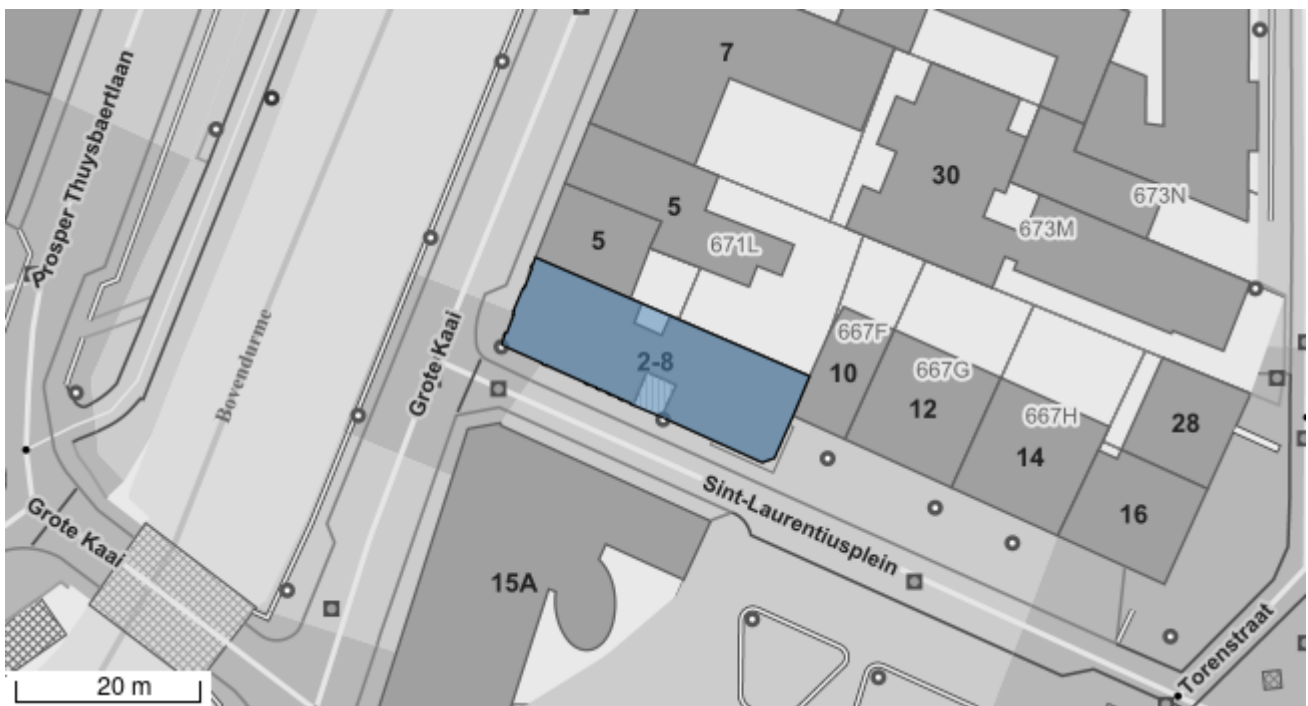 7
Prosper Thuysbaertlaan
30
673N
5
673M
5
671L
Bovendurme
Grote Kaai
667F
2-8
10
667G
12
667H
28
14
Sint-Laurentiusplein
16
Grote Kaai
15A
Torenstraat
20 m